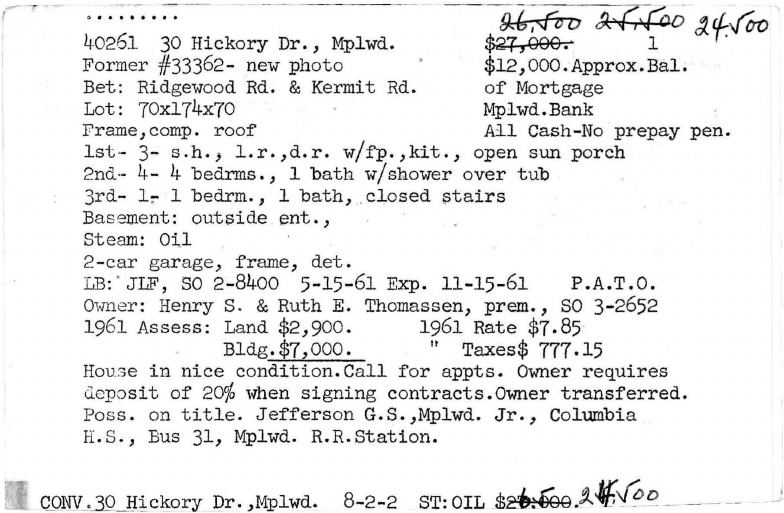 26,500 25,500 24,500
40261 30 Hickory Dr., Mplwd. $27,000. 1
Former #33362- new photo $12,000.Approx.Bal.
Bet: Ridgewood Rd. & Kermit Rd. of Mortgage
Lot: 70x174x70 Mplwd.Bank
Frame,comp. roof All Cash-No prepay pen.
1st- 3- s.h., l.r.,d.r. w/fp.,kit., open sun porch
2nd- 4- 4 bedrms., 1 bath w/shower over tub
3rd- 1- 1 bedrm., 1 bath, closed stairs
Basement: outside ent.,
Steam: Oil
2-car garage, frame, det.
LB: JLF, SO 2-8400 5-15-61 Exp. 11-15-61 P.A.T.O.
Owner: Henry S. & Ruth E. Thomassen, prem., SO 3-2652
1961 Assess: Land $2,900. 1961 Rate $7.85
Bldg.$7,000. " Taxes$ 777.15
House in nice condition.Call for appts. Owner requires
deposit of 20% when signing contracts.Owner transferred.
Poss. on title. Jefferson G.S.,Mplwd. Jr., Columbia
H.S., Bus 31, Mplwd. R.R.Station.
CONV.30 Hickory Dr.,Mplwd. 8-2-2 ST:OIL 24,500